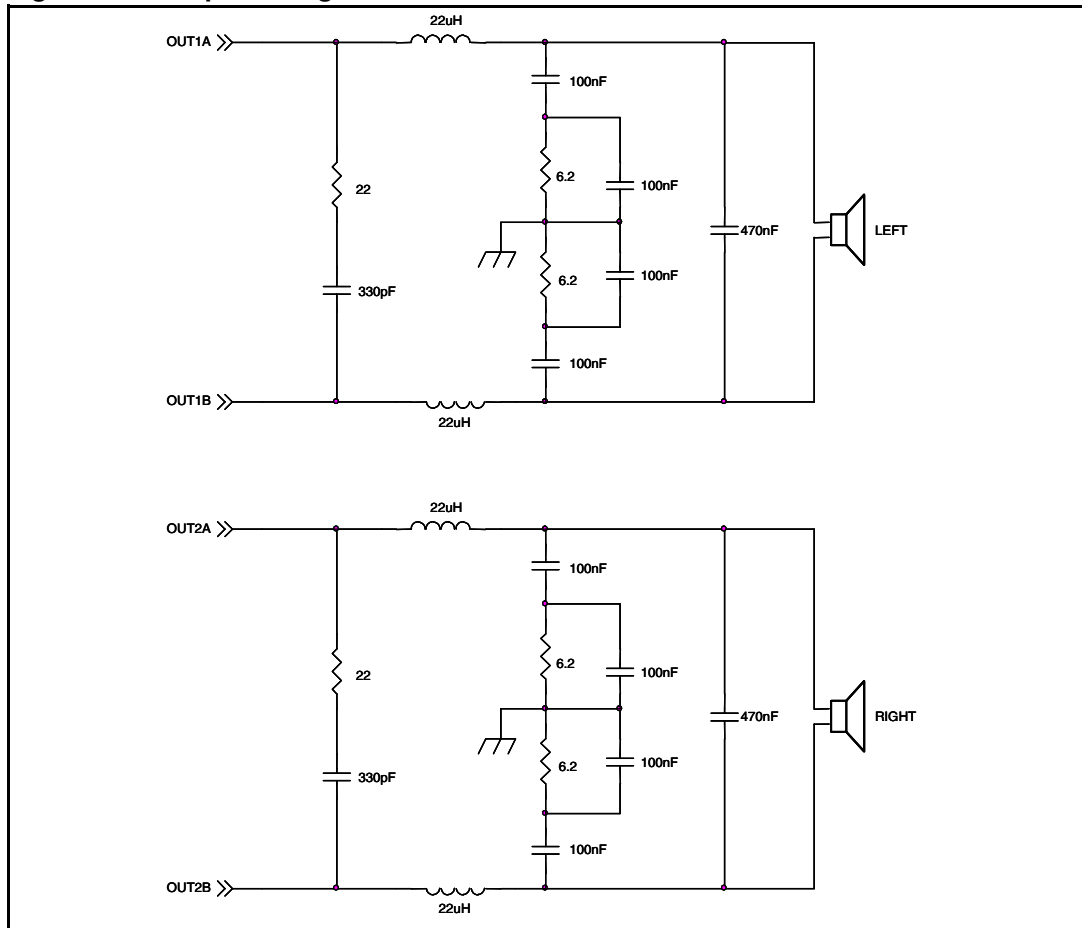 22uH
OUT1A
100nF
22
6.2
100nF
470nF
LEFT
6.2
100nF
330pF
100nF
OUT1B
22uH
22uH
OUT2A
100nF
22
6.2
100nF
470nF
RIGHT
6.2
100nF
330pF
100nF
OUT2B
22uH